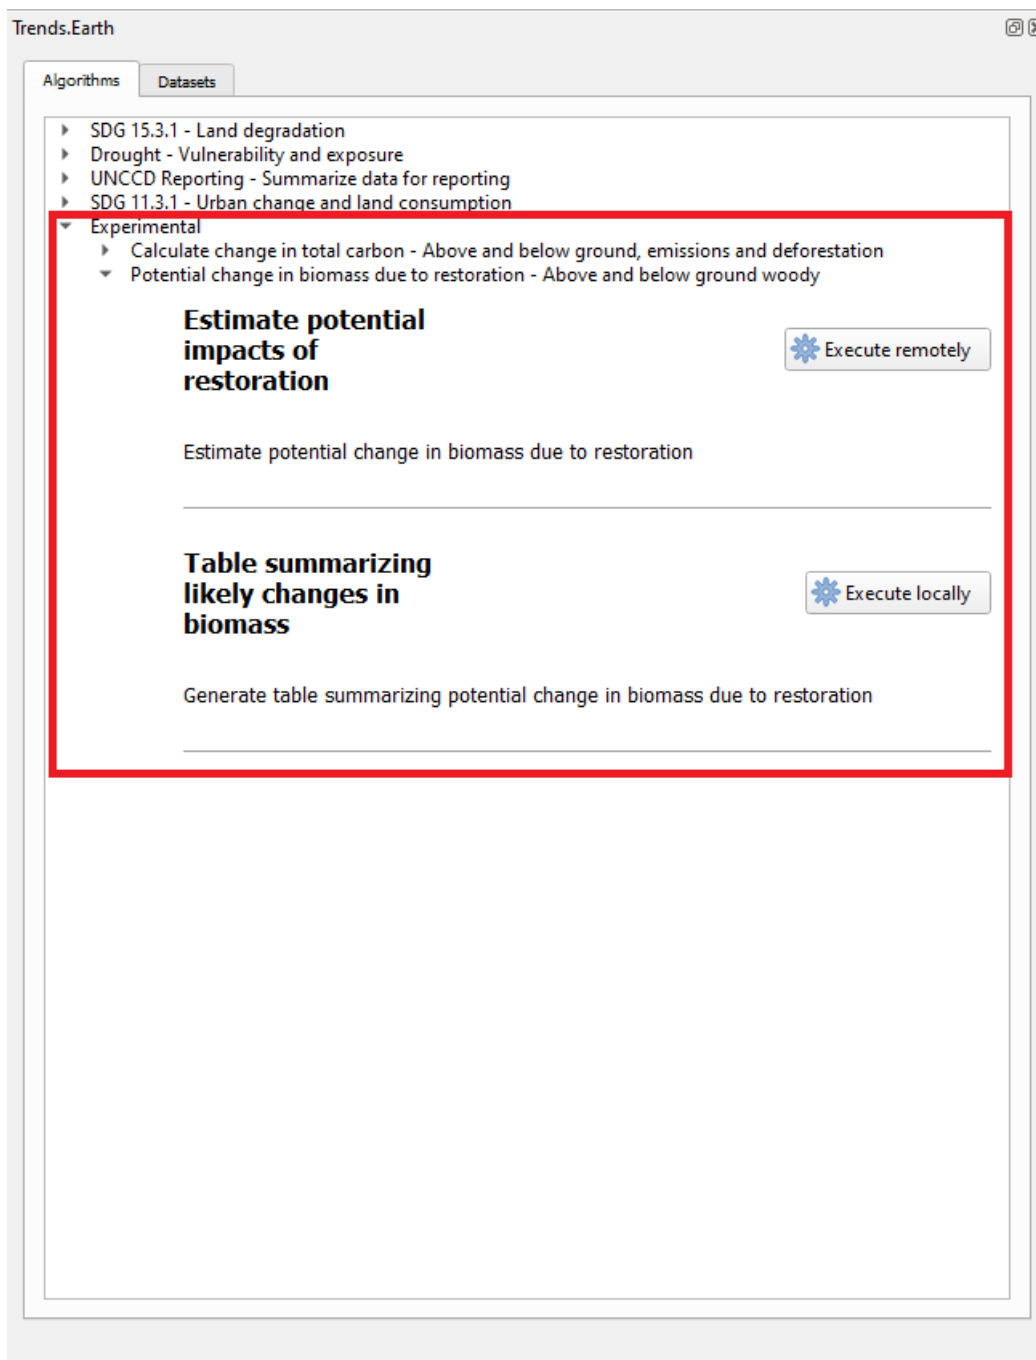 Trends.Earth
Algorithms
Datasets
SDG 15.3.1 - Land degradation
Drought - Vulnerability and exposure
UNCCD Reporting - Summarize data for reporting
SDG 11.3.1 - Urban change and land consumption
Experimental
Calculate change in total carbon - Above and below ground, emissions and deforestation
Potential change in biomass due to restoration - Above and below ground woody
Estimate potential
impacts of
restoration
Execute remotely
Estimate potential change in biomass due to restoration
Table summarizing
likely changes in
biomass
Execute locally
Generate table summarizing potential change in biomass due to restoration